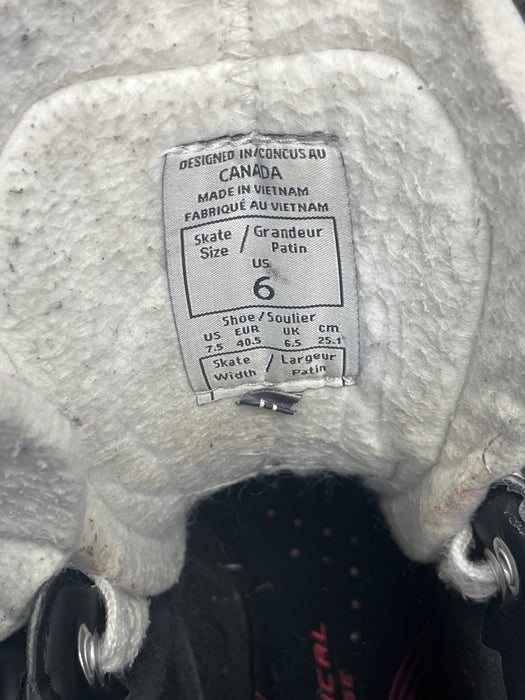 DESIGNED IN/CONCUS AU
CANADA
MADE IN VIETNAM
FABRIQUÉ AU VIETNAM
Skate / Grandeur
Size Patin
US
6
Shoe/Soulier
US EUR UK cm
7.5 40.5 6.5 25.1
Skate / Largeur
Width Patin